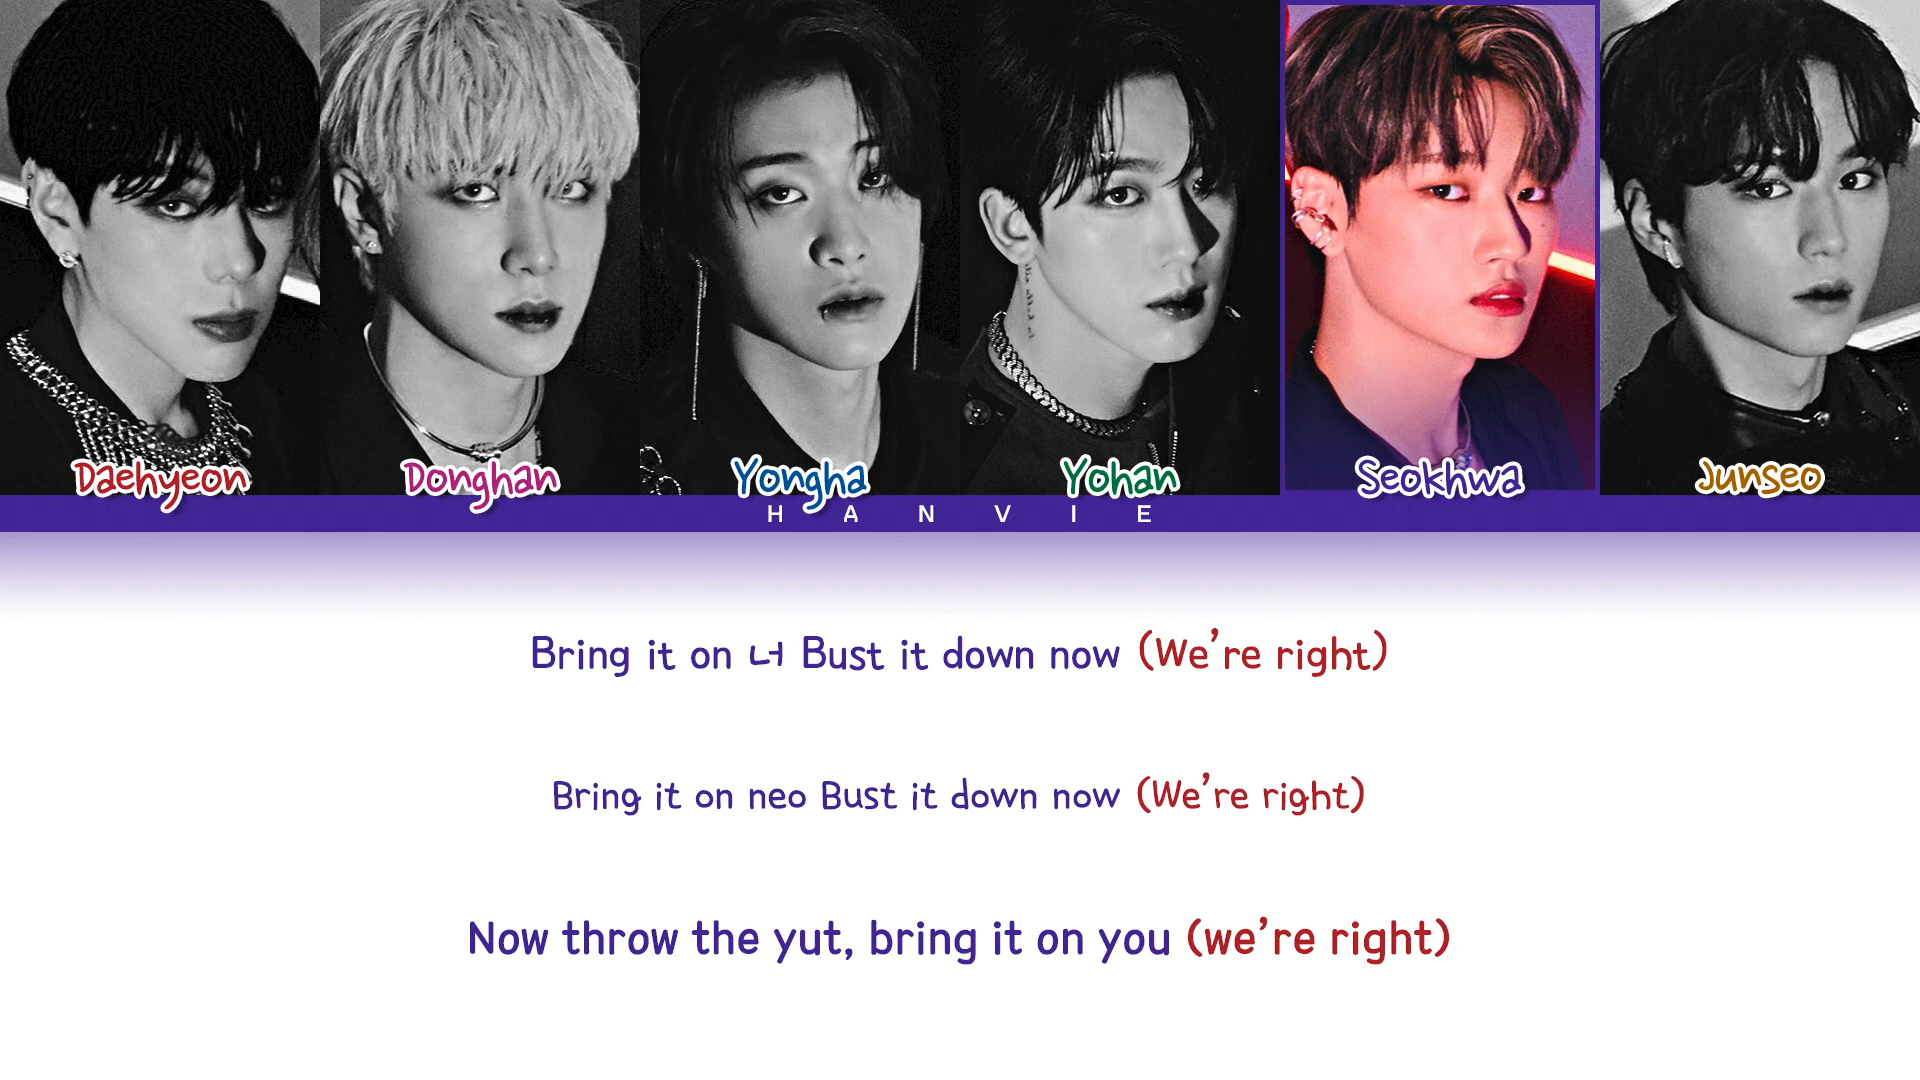 Daehyeon Donghan Yongha Yohan Seokhwa Junseo
HANVIE
Bring it on 너 Bust it down now (We're right)
Bring it on neo Bust it down now (We're right)
Now throw the yut, bring it on you (we're right)